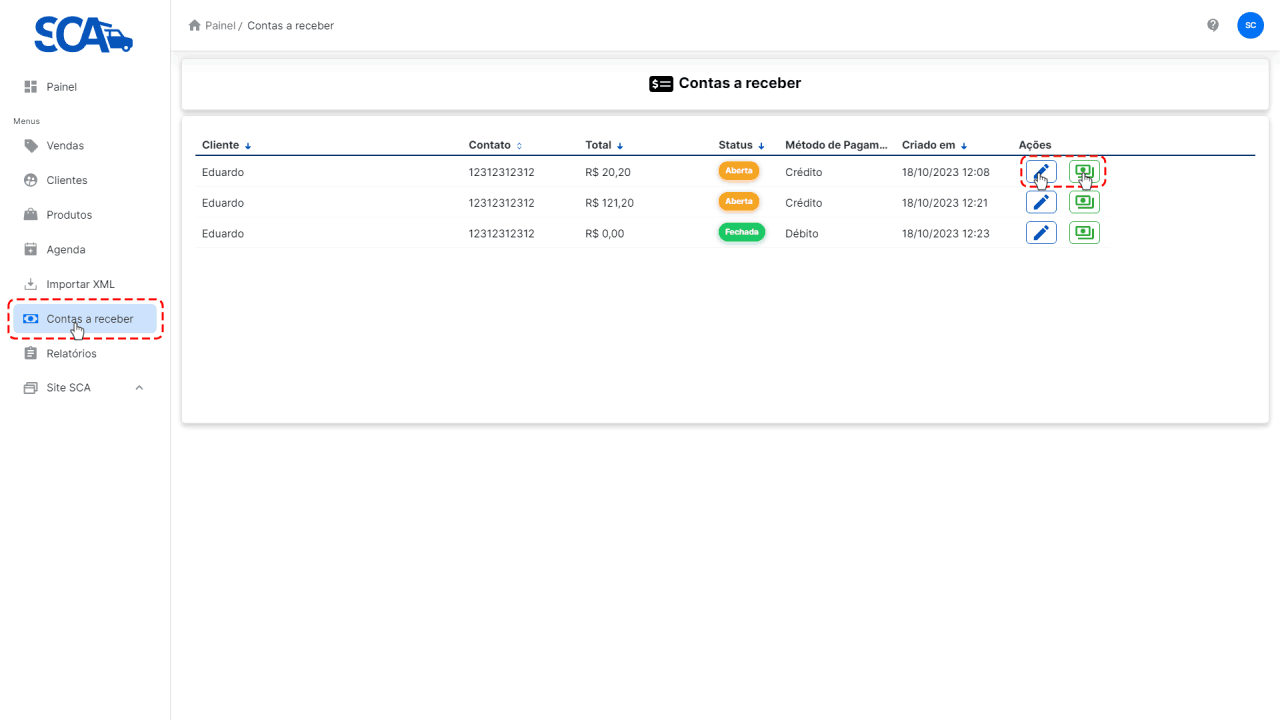 SCA
Painel / Contas a receber
SC
Painel
Menus
Vendas
Clientes
Produtos
Agenda
Importar XML
Contas a receber
Relatórios
Site SCA
Contas a receber
Cliente Contato Total Status Método de Pagam... Criado em Ações
Eduardo 12312312312 R$ 20,20 Aberta Crédito 18/10/2023 12:08
Eduardo 12312312312 R$ 121,20 Aberta Crédito 18/10/2023 12:21
Eduardo 12312312312 R$ 0,00 Fechada Débito 18/10/2023 12:23